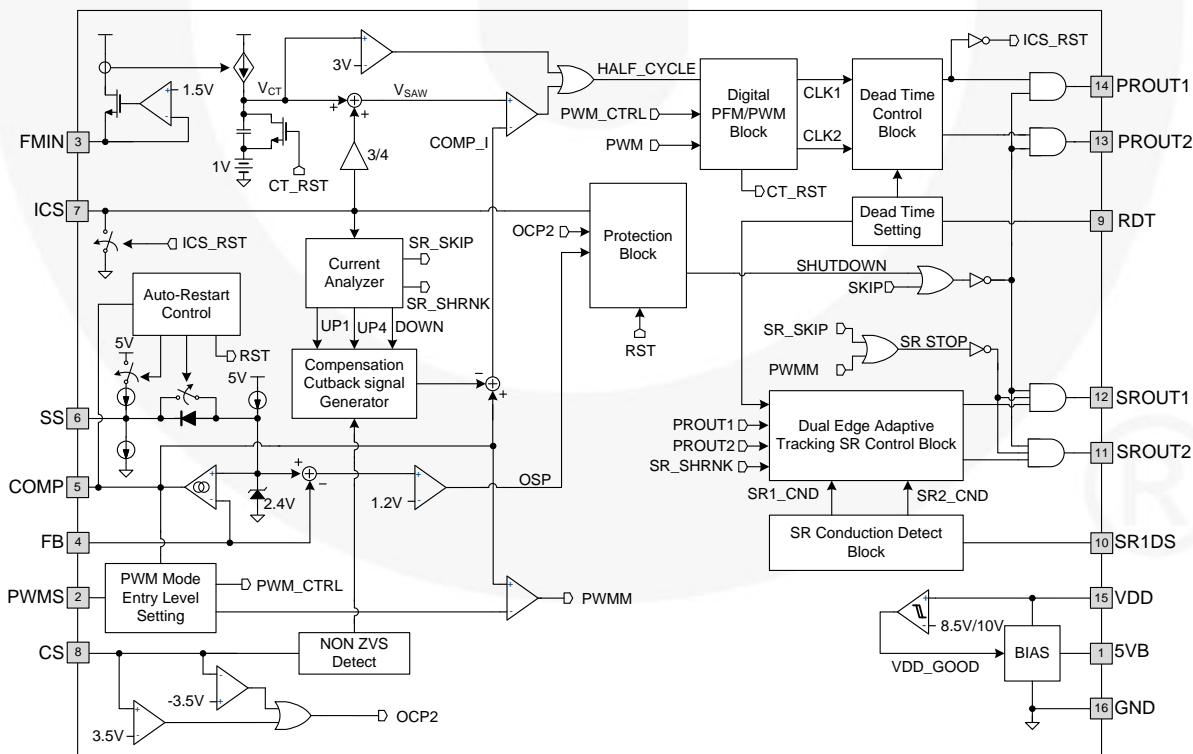 1.5V
FMIN
3
V_CT
3V
V_SAW
COMP_I
3/4
1V
CT_RST
HALF_CYCLE
PWM_CTRL
PWM
Digital
PFM/PWM
Block
CLK1
CLK2
CT_RST
Dead Time
Control
Block
ICS_RST
14
PROUT1
13
PROUT2
ICS
7
ICS_RST
Current
Analyzer
SR_SKIP
SR_SHRNK
UP1
UP4
DOWN
OCP2
Protection
Block
RST
Dead Time
Setting
9
RDT
SHUTDOWN
SKIP
Auto-Restart
Control
RST
5V
5V
Compensation
Cutback signal
Generator
SR_SKIP
PWMM
SR STOP
SS
6
12
SROUT1
PROUT1
PROUT2
SR_SHRNK
Dual Edge Adaptive
Tracking SR Control Block
11
SROUT2
COMP
5
2.4V
1.2V
OSP
SR1_CND
SR2_CND
FB
4
SR Conduction Detect
Block
10
SR1DS
PWMS
2
PWM Mode
Entry Level
Setting
PWM_CTRL
PWMM
15
VDD
8.5V/10V
CS
8
NON ZVS
Detect
VDD_GOOD
BIAS
1
5VB
-3.5V
3.5V
OCP2
16
GND
®